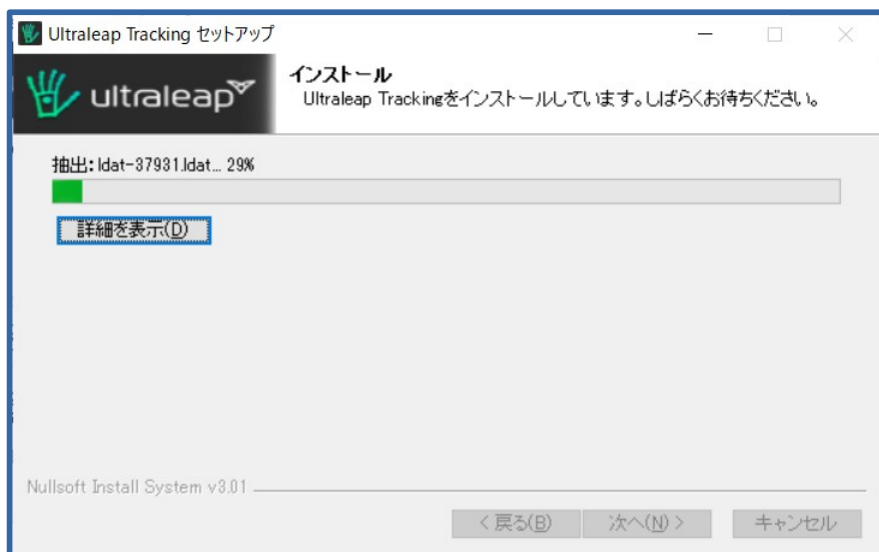 Ultraleap Tracking セットアップ
ultraleap
インストール
Ultraleap Trackingをインストールしています。しばらくお待ちください。
抽出: ldat-37931.ldat... 29%
詳細を表示(D)
Nullsoft Install System v3.01
< 戻る(B)
次へ(N) >
キャンセル